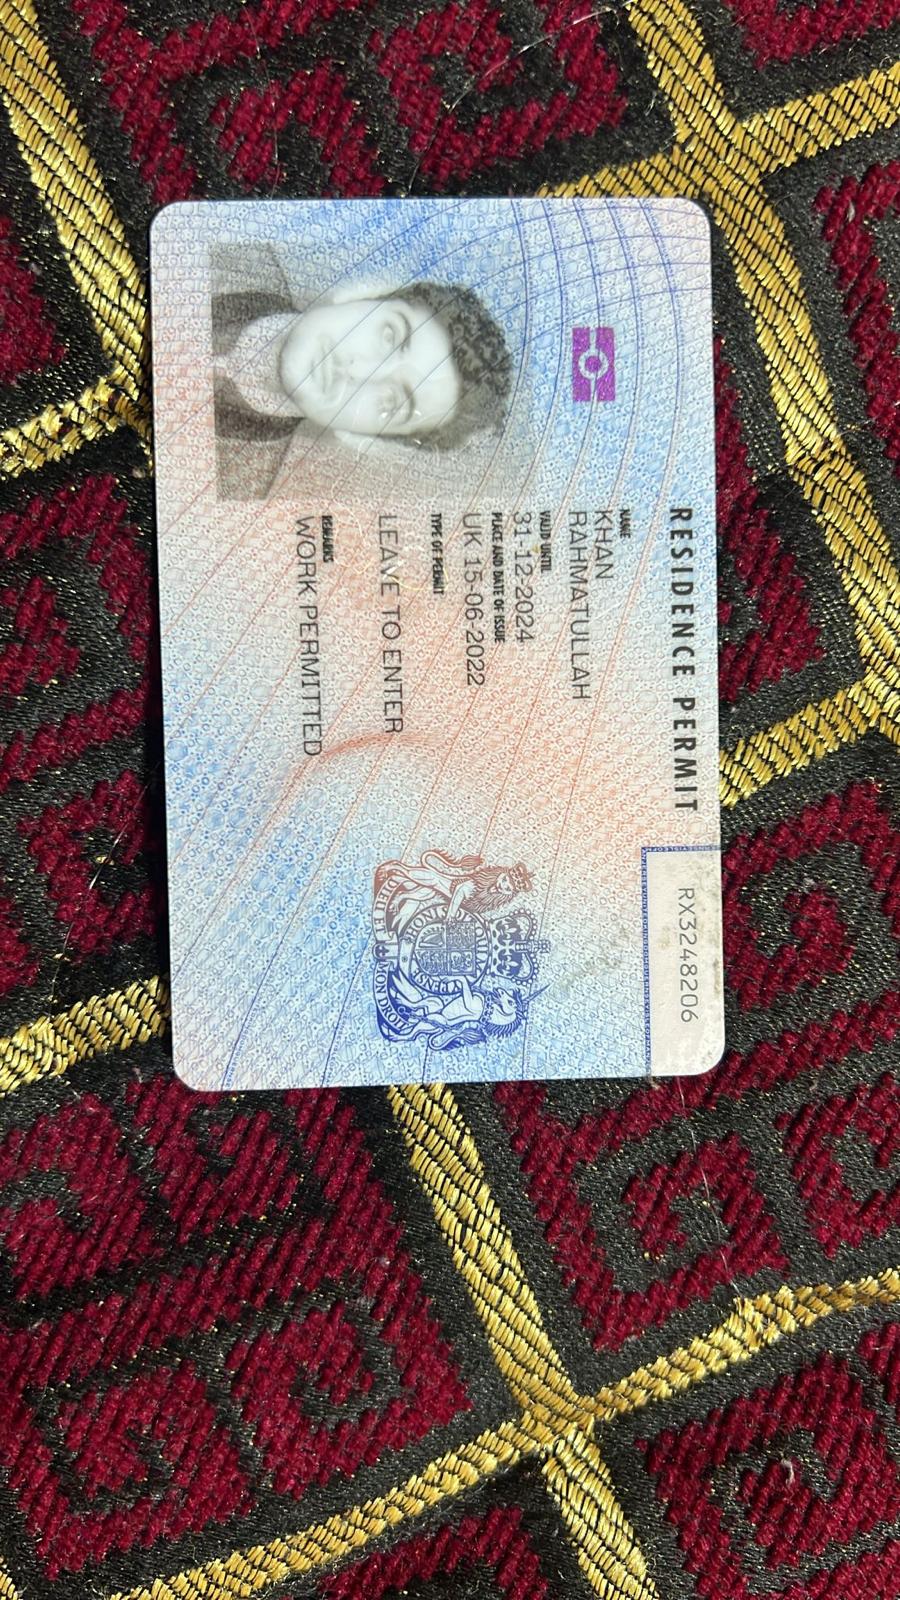 RESIDENCE PERMIT
RX3248206
NAME
KHAN
RAHMATULLAH
VALID UNTIL
31-12-2024
PLACE AND DATE OF ISSUE
UK 15-06-2022
TYPE OF PERMIT
LEAVE TO ENTER
REMARKS
WORK PERMITTED
DIEU ET MON DROIT